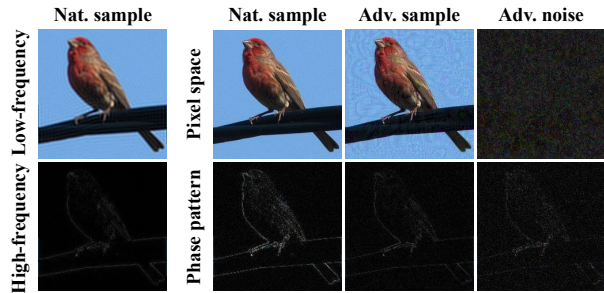 Nat. sample
Nat. sample
Adv. sample
Adv. noise
Low-frequency
Pixel space
High-frequency
Phase pattern